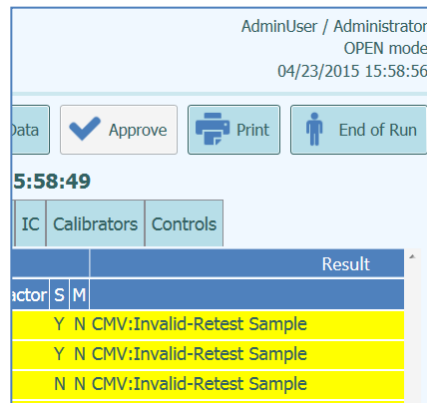 AdminUser / Administrator
OPEN mode
04/23/2015 15:58:56
Data Approve Print End of Run
5:58:49
IC Calibrators Controls
Result
actor S M
Y N CMV:Invalid-Retest Sample
Y N CMV:Invalid-Retest Sample
N N CMV:Invalid-Retest Sample